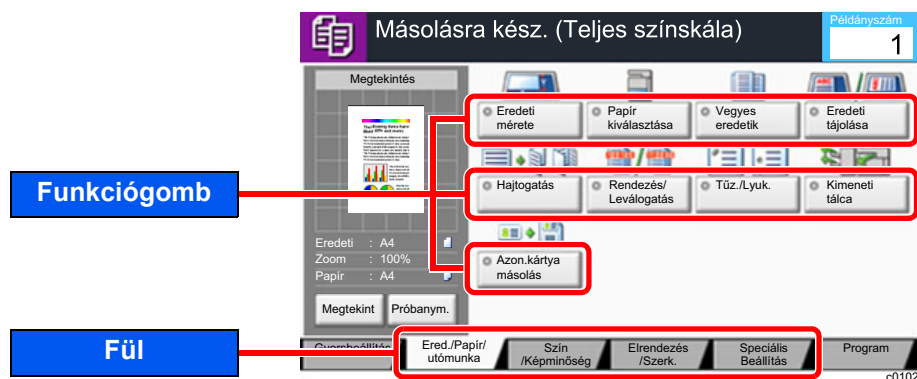 Másolásra kész. (Teljes színskála)
Példányszám
1
Megtekintés
Eredeti : A4
Zoom : 100%
Papír : A4
Megtekint
Próbanym.
Eredeti
mérete
Papír
kiválasztása
Vegyes
eredetik
Eredeti
tájolása
Hajtogatás
Rendezés/
Leválogatás
Tűz./Lyuk.
Kimeneti
tálca
Azon.kártya
másolás
Funkciógomb
Fül
Ered./Papír/
utómunka
Szín
/Képminőség
Elrendezés
/Szerk.
Speciális
Beállítás
Program
c0102